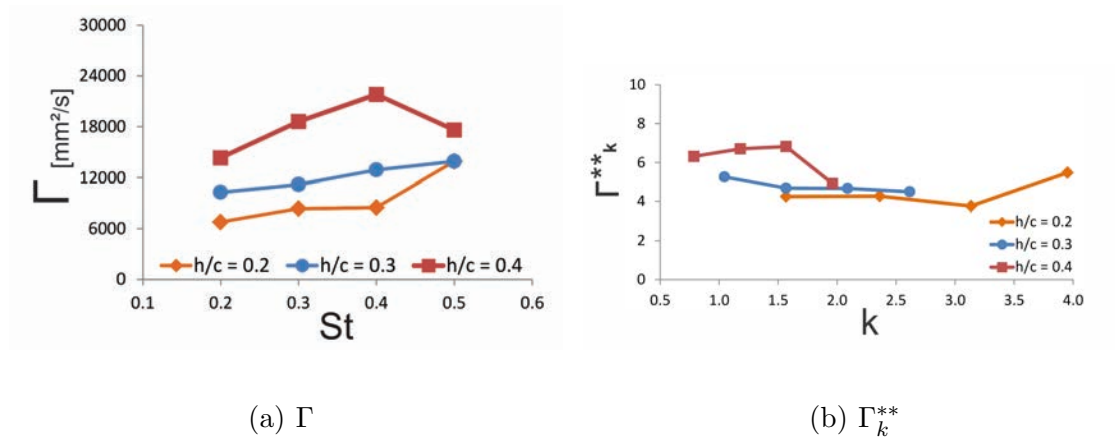 30000
24000
18000
12000
6000
0
Γ [mm²/s]
h/c = 0.2 h/c = 0.3 h/c = 0.4
0.1 0.2 0.3 0.4 0.5 0.6
St
10
8
6
4
2
0
Γ**k
h/c = 0.2
h/c = 0.3
h/c = 0.4
0.5 1.0 1.5 2.0 2.5 3.0 3.5 4.0
k
(a) Γ
(b) Γ**k